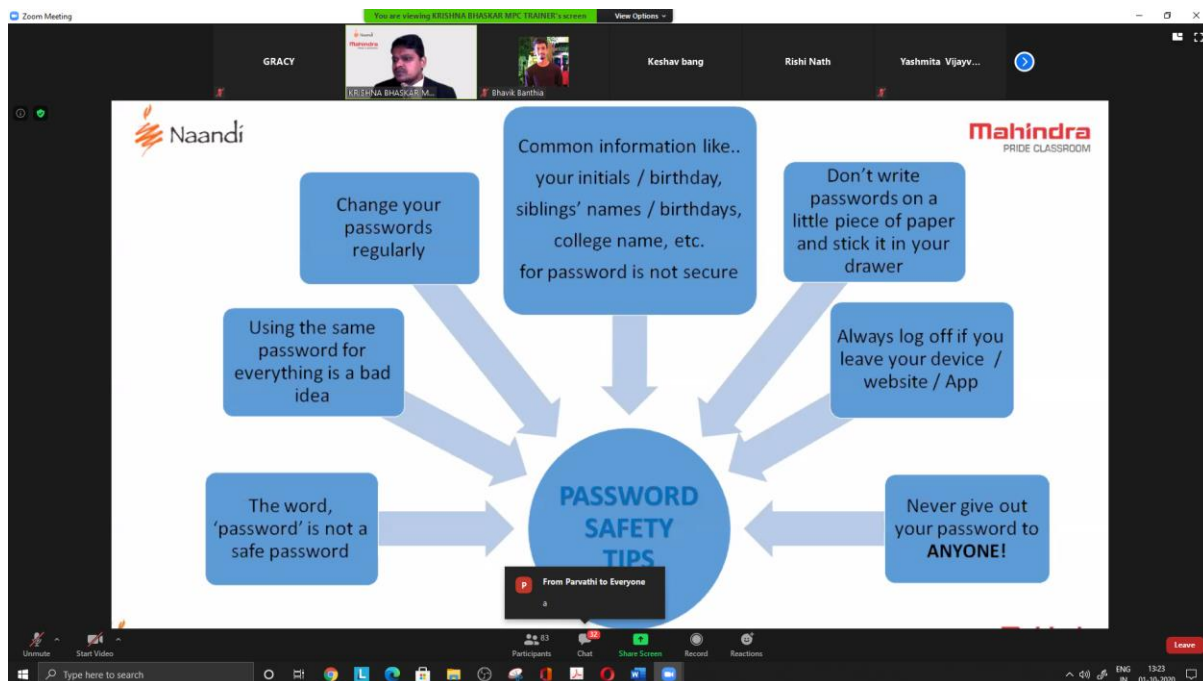 Zoom Meeting
You are viewing KRISHNA BHASKAR MPC TRAINER's screen
View Options
GRACY
KRISHNA BHASKAR M...
Bhavik Banthia
Keshav bang
Rishi Nath
Yashmita Vijayv...
Naandi
Mahindra
PRIDE CLASSROOM
Common information like..
your initials / birthday,
siblings’ names / birthdays,
college name, etc.
for password is not secure
Change your
passwords
regularly
Don’t write
passwords on a
little piece of paper
and stick it in your
drawer
Using the same
password for
everything is a bad
idea
Always log off if you
leave your device /
website / App
The word,
‘password’ is not a
safe password
PASSWORD
SAFETY
TIPS
Never give out
your password to
ANYONE!
P
From Parvathi to Everyone
a
Unmute
Start Video
83
Participants
32
Chat
Share Screen
Record
Reactions
Leave
Type here to search
ENG
IN
13:23
01-10-2020